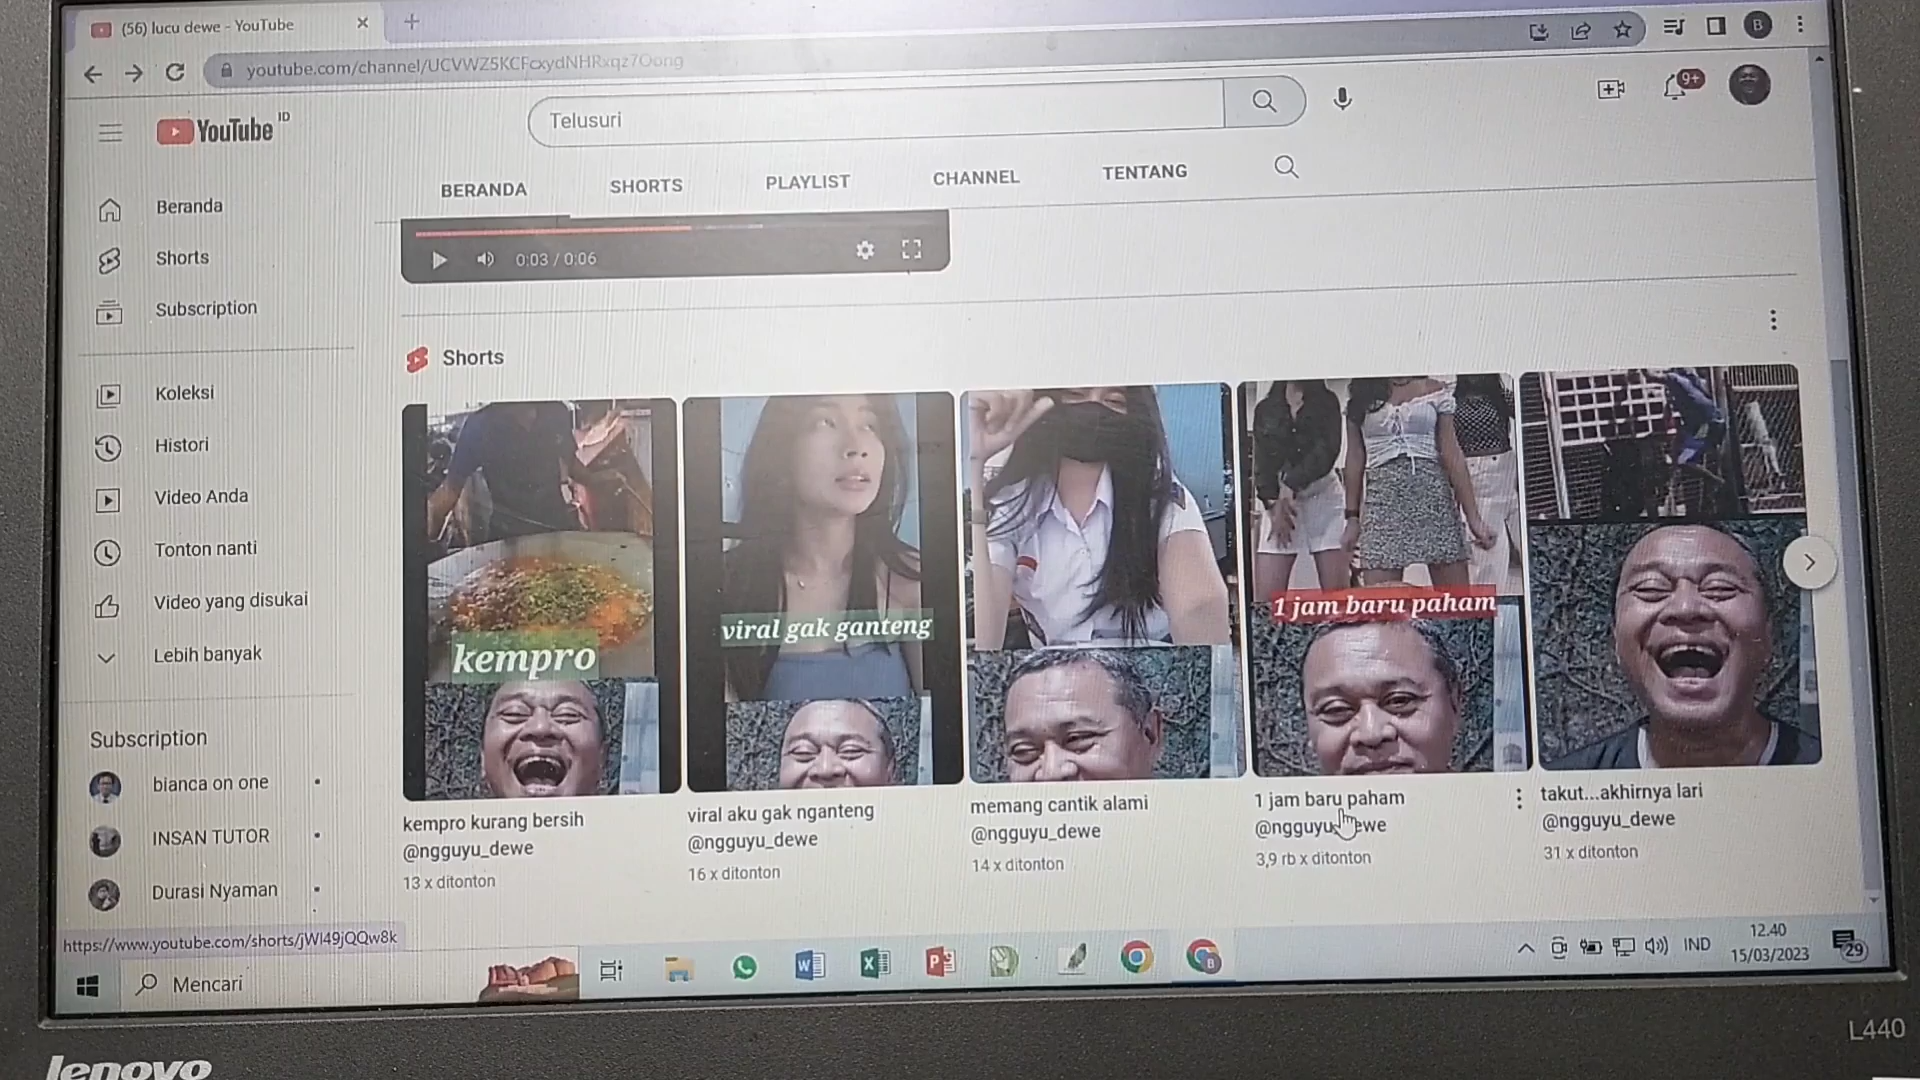 (56) lucu dewe - YouTube
youtube.com/channel/UCVWZ5KCFcxydNHRxqz7Oong
YouTube ID
Telusuri
9+
B
BERANDA SHORTS PLAYLIST CHANNEL TENTANG
Beranda
Shorts
Subscription
Koleksi
Histori
Video Anda
Tonton nanti
Video yang disukai
Lebih banyak
Subscription
bianca on one
INSAN TUTOR
Durasi Nyaman
0:03 / 0:06
Shorts
kempro
viral gak ganteng
1 jam baru paham
kempro kurang bersih
@ngguyu_dewe
13 x ditonton
viral aku gak nganteng
@ngguyu_dewe
16 x ditonton
memang cantik alami
@ngguyu_dewe
14 x ditonton
1 jam baru paham
@ngguyu_dewe
3,9 rb x ditonton
takut...akhirnya lari
@ngguyu_dewe
31 x ditonton
https://www.youtube.com/shorts/jWl49jQQw8k
Mencari
IND
12.40
15/03/2023
29
L440
lenovo